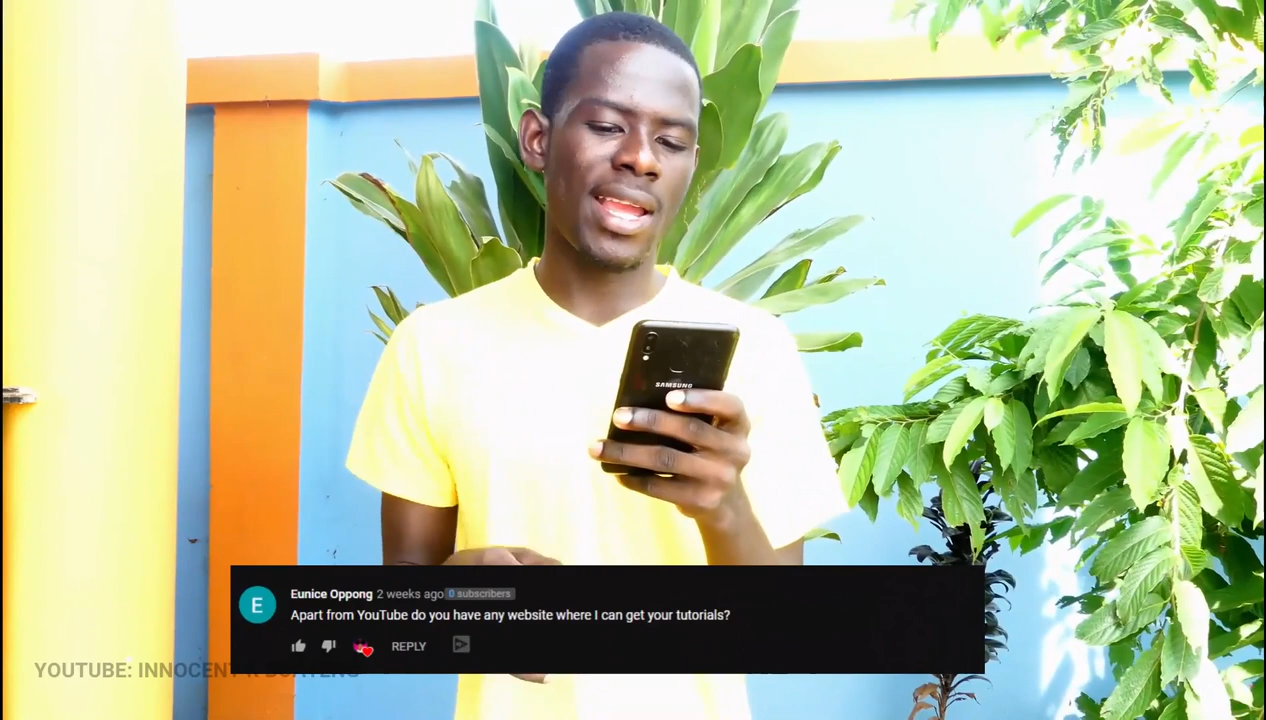 SAMSUNG
E
Eunice Oppong 2 weeks ago 0 subscribers
Apart from YouTube do you have any website where I can get your tutorials?
REPLY
YOUTUBE: INNOCENT K BOATENG